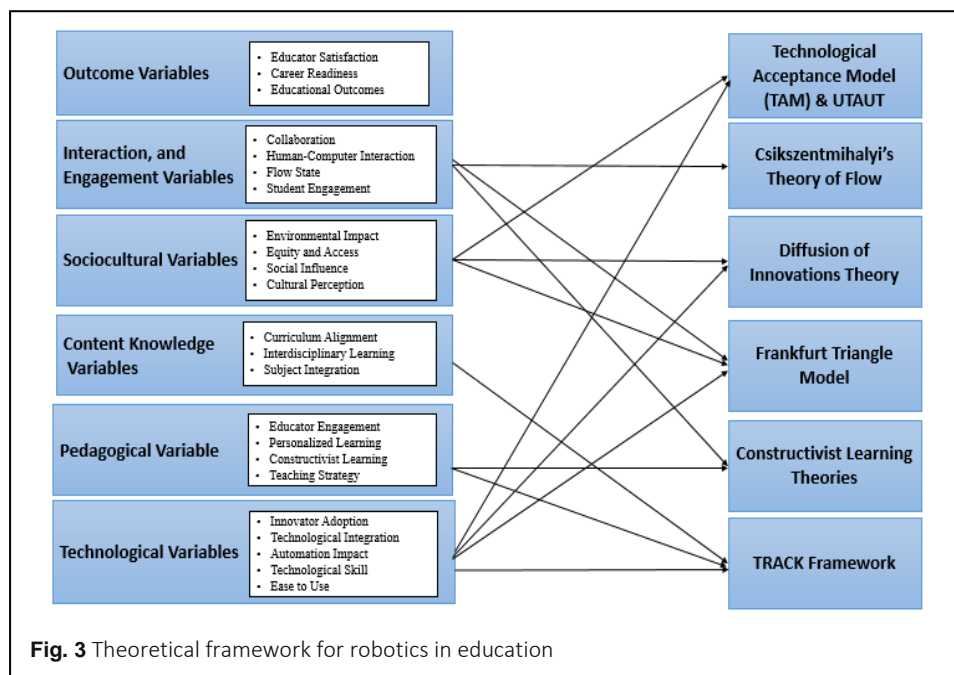 Outcome Variables
• Educator Satisfaction
• Career Readiness
• Educational Outcomes
Interaction, and
Engagement Variables
• Collaboration
• Human-Computer Interaction
• Flow State
• Student Engagement
Sociocultural Variables
• Environmental Impact
• Equity and Access
• Social Influence
• Cultural Perception
Content Knowledge
Variables
• Curriculum Alignment
• Interdisciplinary Learning
• Subject Integration
Pedagogical Variable
• Educator Engagement
• Personalized Learning
• Constructivist Learning
• Teaching Strategy
Technological Variables
• Innovator Adoption
• Technological Integration
• Automation Impact
• Technological Skill
• Ease to Use
Technological
Acceptance Model
(TAM) & UTAUT
Csikszentmihalyi's
Theory of Flow
Diffusion of
Innovations Theory
Frankfurt Triangle
Model
Constructivist Learning
Theories
TRACK Framework
Fig. 3 Theoretical framework for robotics in education